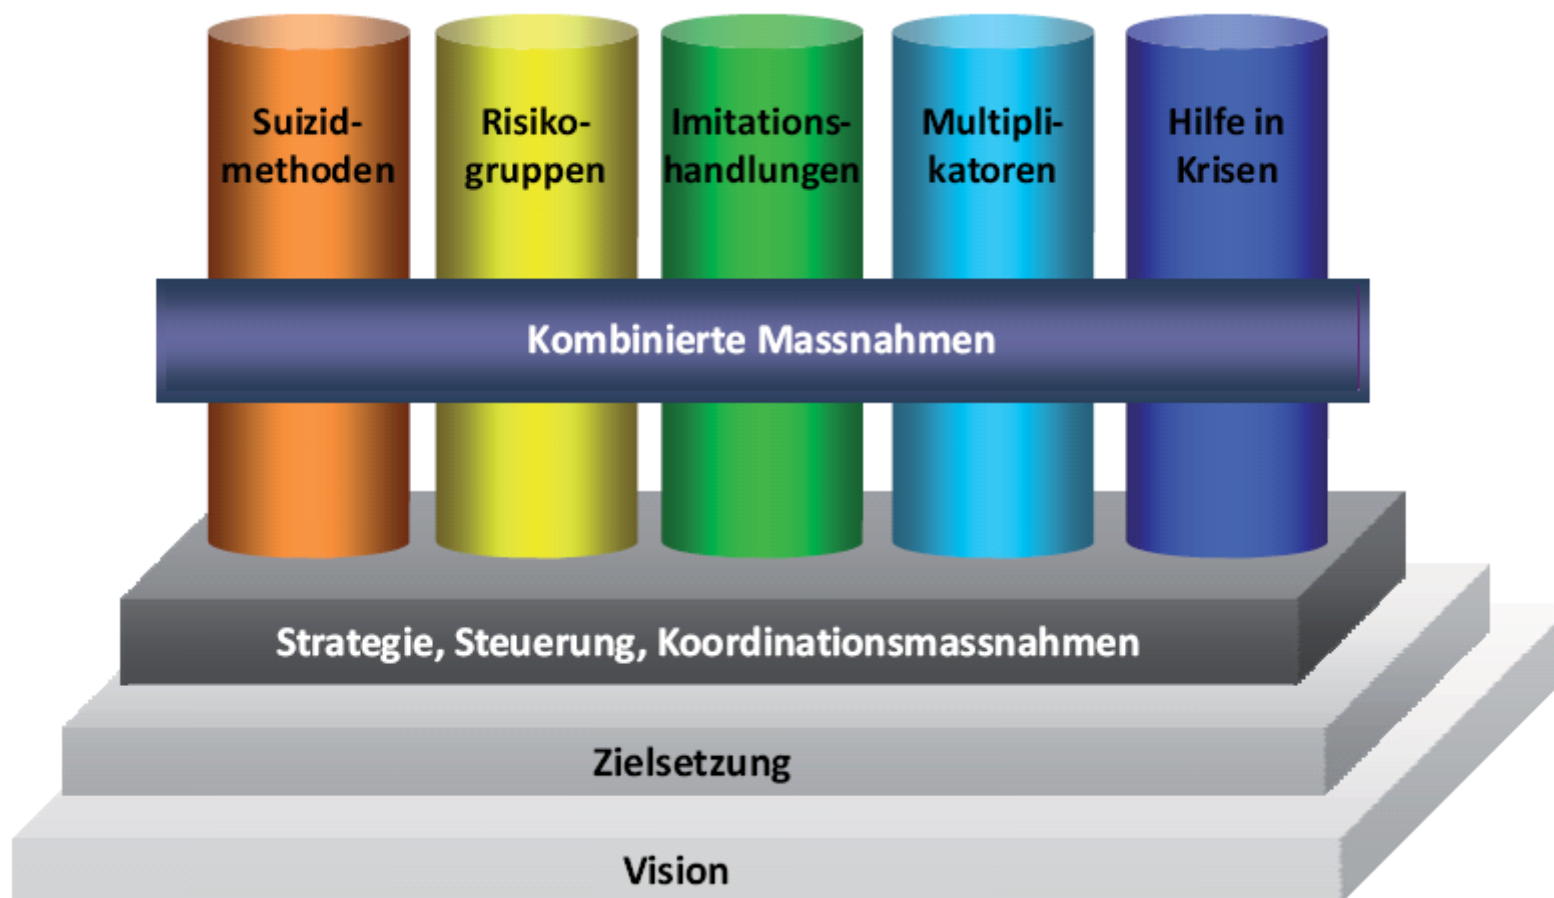 Suizid-
methoden
Risiko-
gruppen
Imitations-
handlungen
Multipli-
katoren
Hilfe in
Krisen
Kombinierte Massnahmen
Strategie, Steuerung, Koordinationsmassnahmen
Zielsetzung
Vision